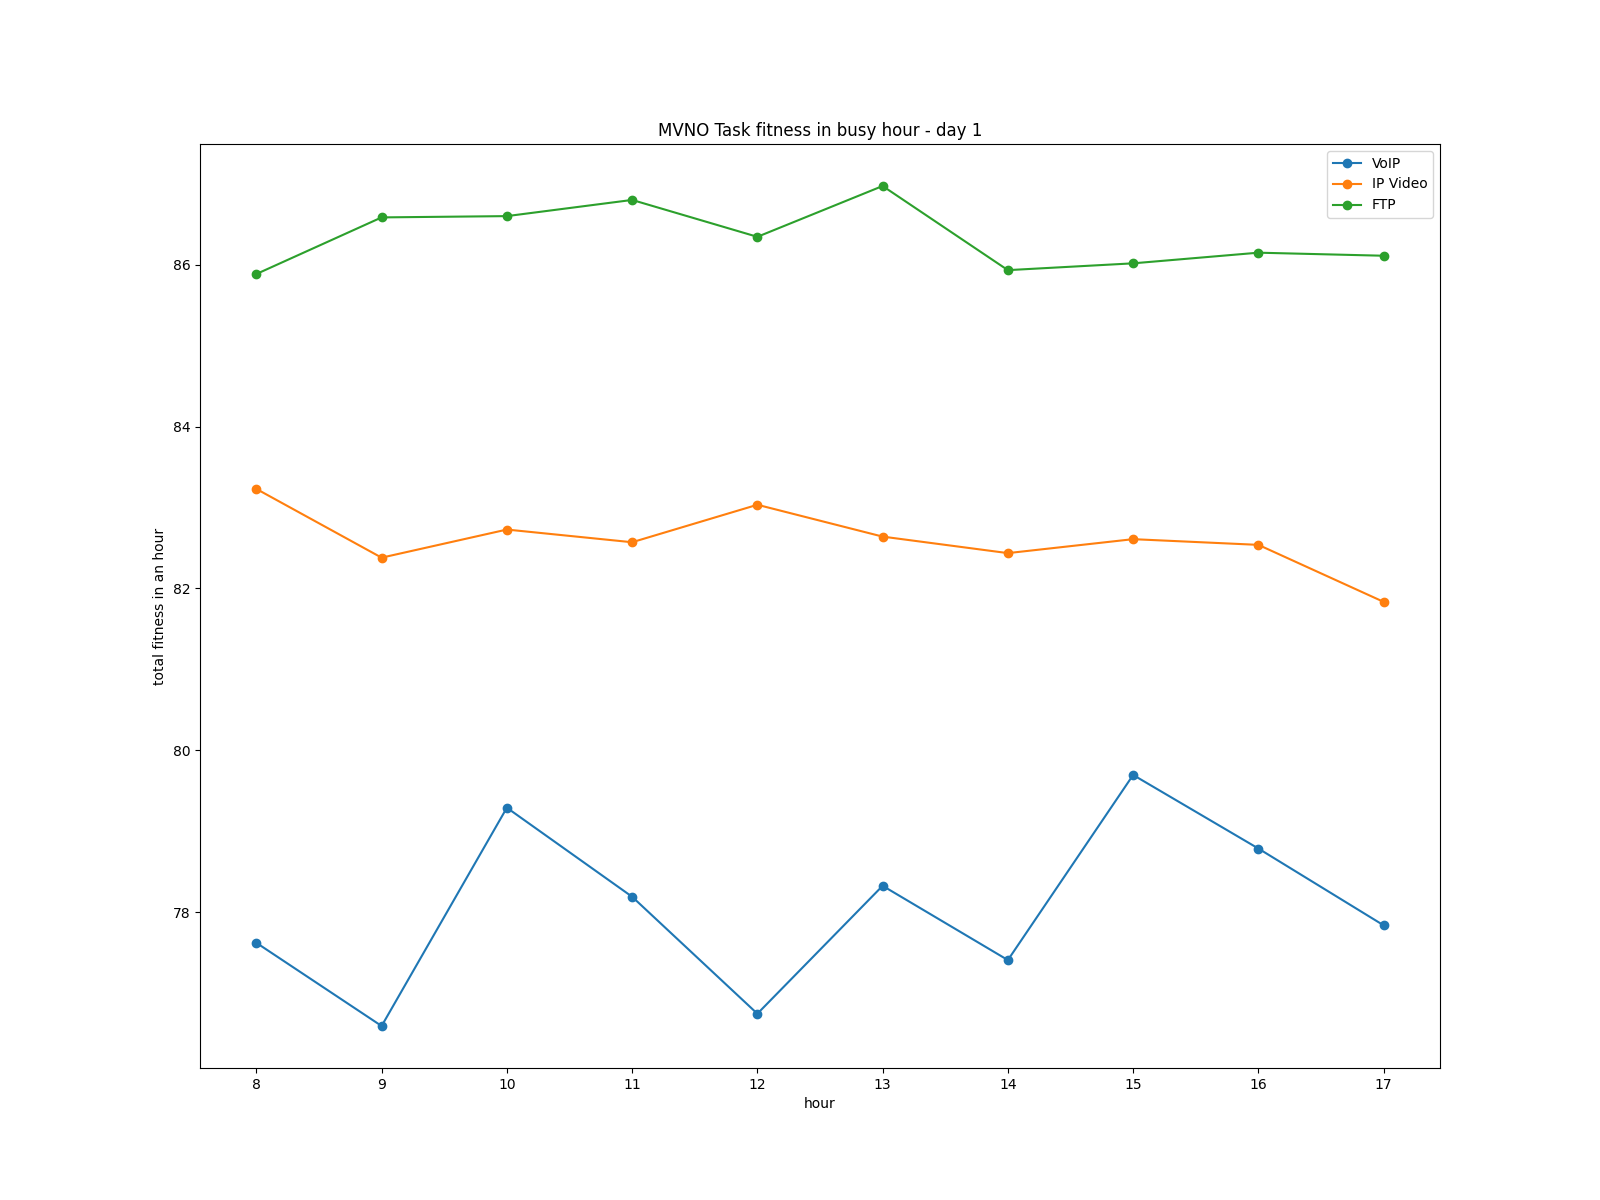 MVNO Task fitness in busy hour - day 1
VoIP
IP Video
FTP
86
84
82
80
78
total fitness in an hour
8 9 10 11 12 13 14 15 16 17
hour